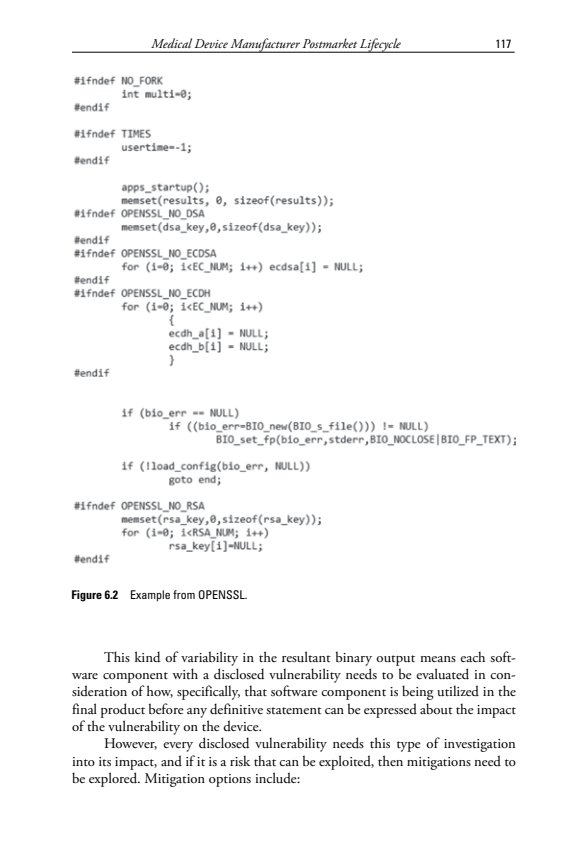 Medical Device Manufacturer Postmarket Lifecycle 117
#ifndef NO_FORK
int multi=0;
#endif
#ifndef TIMES
usertime=-1;
#endif
apps_startup();
memset(results, 0, sizeof(results));
#ifndef OPENSSL_NO_DSA
memset(dsa_key,0,sizeof(dsa_key));
#endif
#ifndef OPENSSL_NO_ECDSA
for (i=0; i<EC_NUM; i++) ecdsa[i] = NULL;
#endif
#ifndef OPENSSL_NO_ECDH
for (i=0; i<EC_NUM; i++)
{
ecdh_a[i] = NULL;
ecdh_b[i] = NULL;
}
#endif
if (bio_err == NULL)
if ((bio_err=BIO_new(BIO_s_file())) != NULL)
BIO_set_fp(bio_err,stderr,BIO_NOCLOSE|BIO_FP_TEXT);
if (!load_config(bio_err, NULL))
goto end;
#ifndef OPENSSL_NO_RSA
memset(rsa_key,0,sizeof(rsa_key));
for (i=0; i<RSA_NUM; i++)
rsa_key[i]=NULL;
#endif
Figure 6.2 Example from OPENSSL.
This kind of variability in the resultant binary output means each soft-
ware component with a disclosed vulnerability needs to be evaluated in con-
sideration of how, specifically, that software component is being utilized in the
final product before any definitive statement can be expressed about the impact
of the vulnerability on the device.
However, every disclosed vulnerability needs this type of investigation
into its impact, and if it is a risk that can be exploited, then mitigations need to
be explored. Mitigation options include: